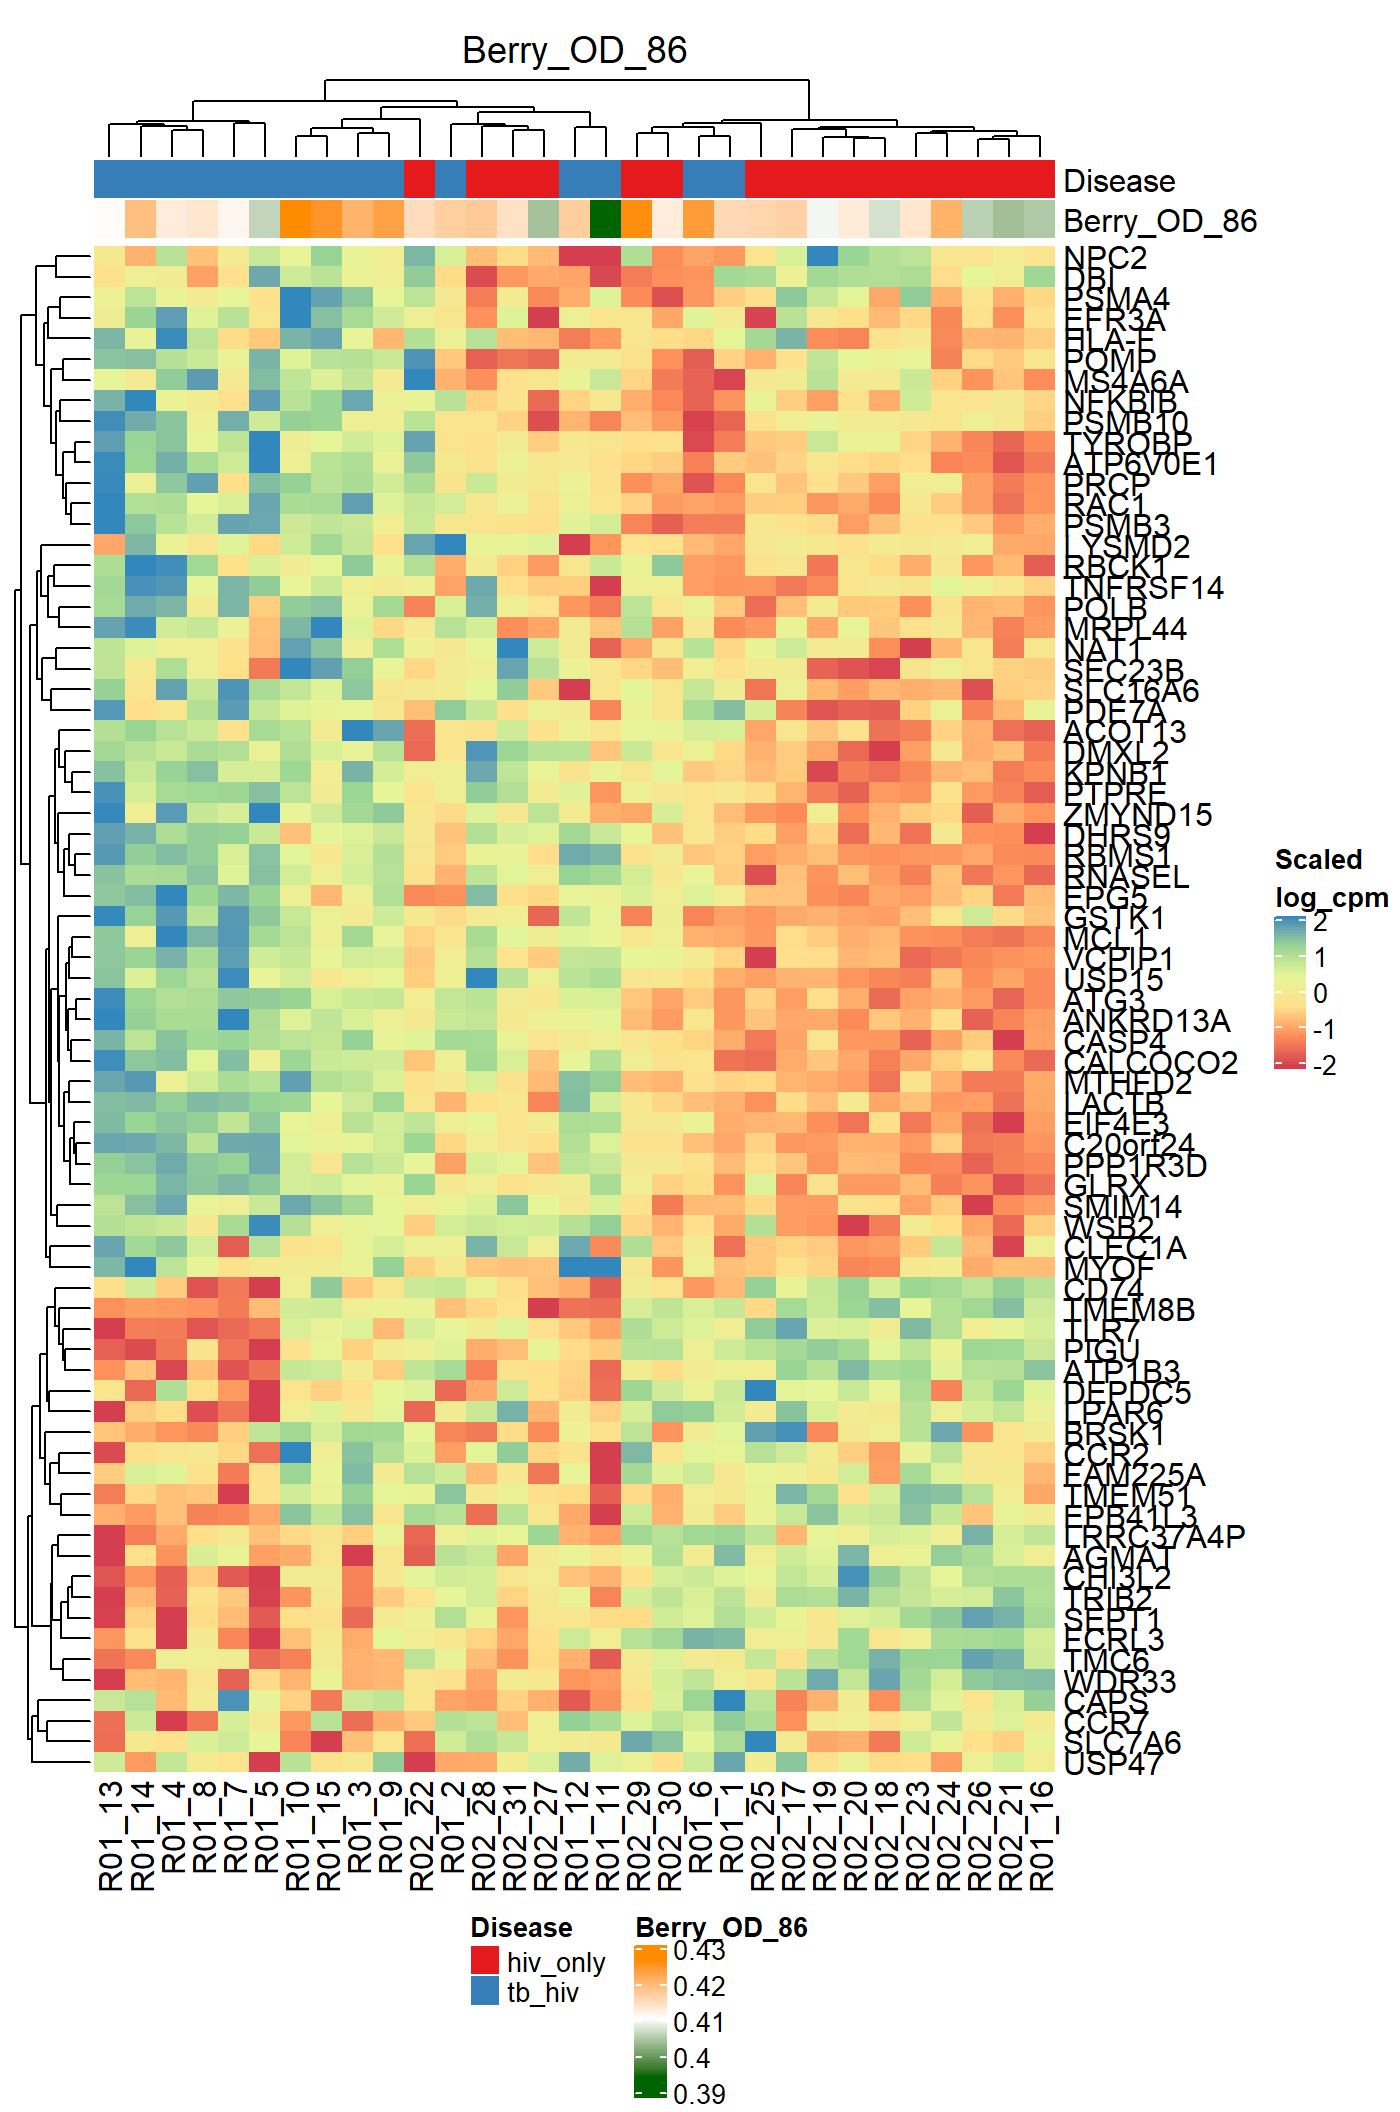 Berry_OD_86
Disease
Berry_OD_86
NPC2
DBI
PSMA4
EFR3A
HLA-F
POMP
MS4A6A
NFKBIB
PSMB10
TYROBP
ATP6V0E1
PRCP
RAC1
PSMB3
LYSMD2
RBCK1
TNFRSF14
POLB
MRPL44
NAT1
SEC23B
SLC16A6
PDE7A
ACOT13
DMXL2
KPNB1
PTPRE
ZMYND15
DHRS9
RBMS1
RNASEL
EPG5
GSTK1
MCL1
VCPIP1
USP15
ATG3
ANKRD13A
CASP4
CALCOCO2
MTHFD2
LACTB
EIF4E3
C20orf24
PPP1R3D
GLRX
SMIM14
WSB2
CLEC1A
MYOF
CD74
TMEM8B
TLR7
PIGU
ATP1B3
DEPDC5
LPAR6
BRSK1
CCR2
FAM225A
TMEM51
EPB41L3
LRRC37A4P
AGMAT
CHI3L2
TRIB2
SEPT1
ECRL3
TMC6
WDR33
CAPS
CCR7
SLC7A6
USP47
Scaled
log_cpm
2
1
0
-1
-2
R01_13
R01_14
R01_4
R01_8
R01_7
R01_5
R01_10
R01_15
R01_3
R01_9
R02_22
R01_2
R02_28
R02_31
R02_27
R01_12
R01_11
R02_29
R02_30
R01_6
R01_1
R02_25
R02_17
R02_19
R02_20
R02_18
R02_23
R02_24
R02_26
R02_21
R01_16
Disease
hiv_only
tb_hiv
Berry_OD_86
0.43
0.42
0.41
0.4
0.39